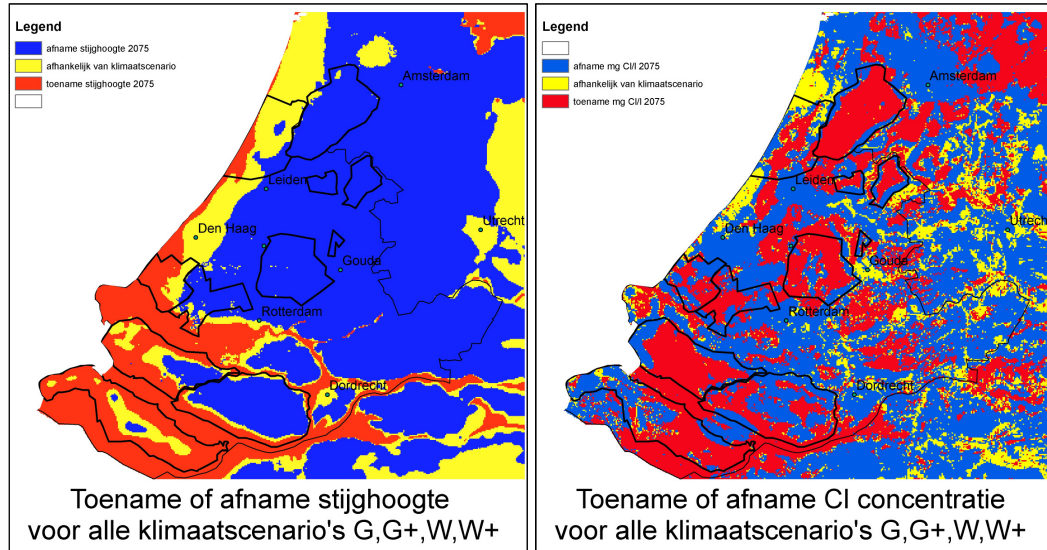 Legend
afname stijghoogte 2075
afhankelijk van klimaatscenario
toename stijghoogte 2075
Amsterdam
Leiden
Utrecht
Den Haag
Gouda
Rotterdam
Dordrecht
Toename of afname stijghoogte
voor alle klimaatscenario's G,G+,W,W+
Legend
afname mg Cl/l 2075
afhankelijk van klimaatscenario
toename mg Cl/l 2075
Amsterdam
Leiden
Utrecht
Den Haag
Gouda
Rotterdam
Dordrecht
Toename of afname Cl concentratie
voor alle klimaatscenario's G,G+,W,W+